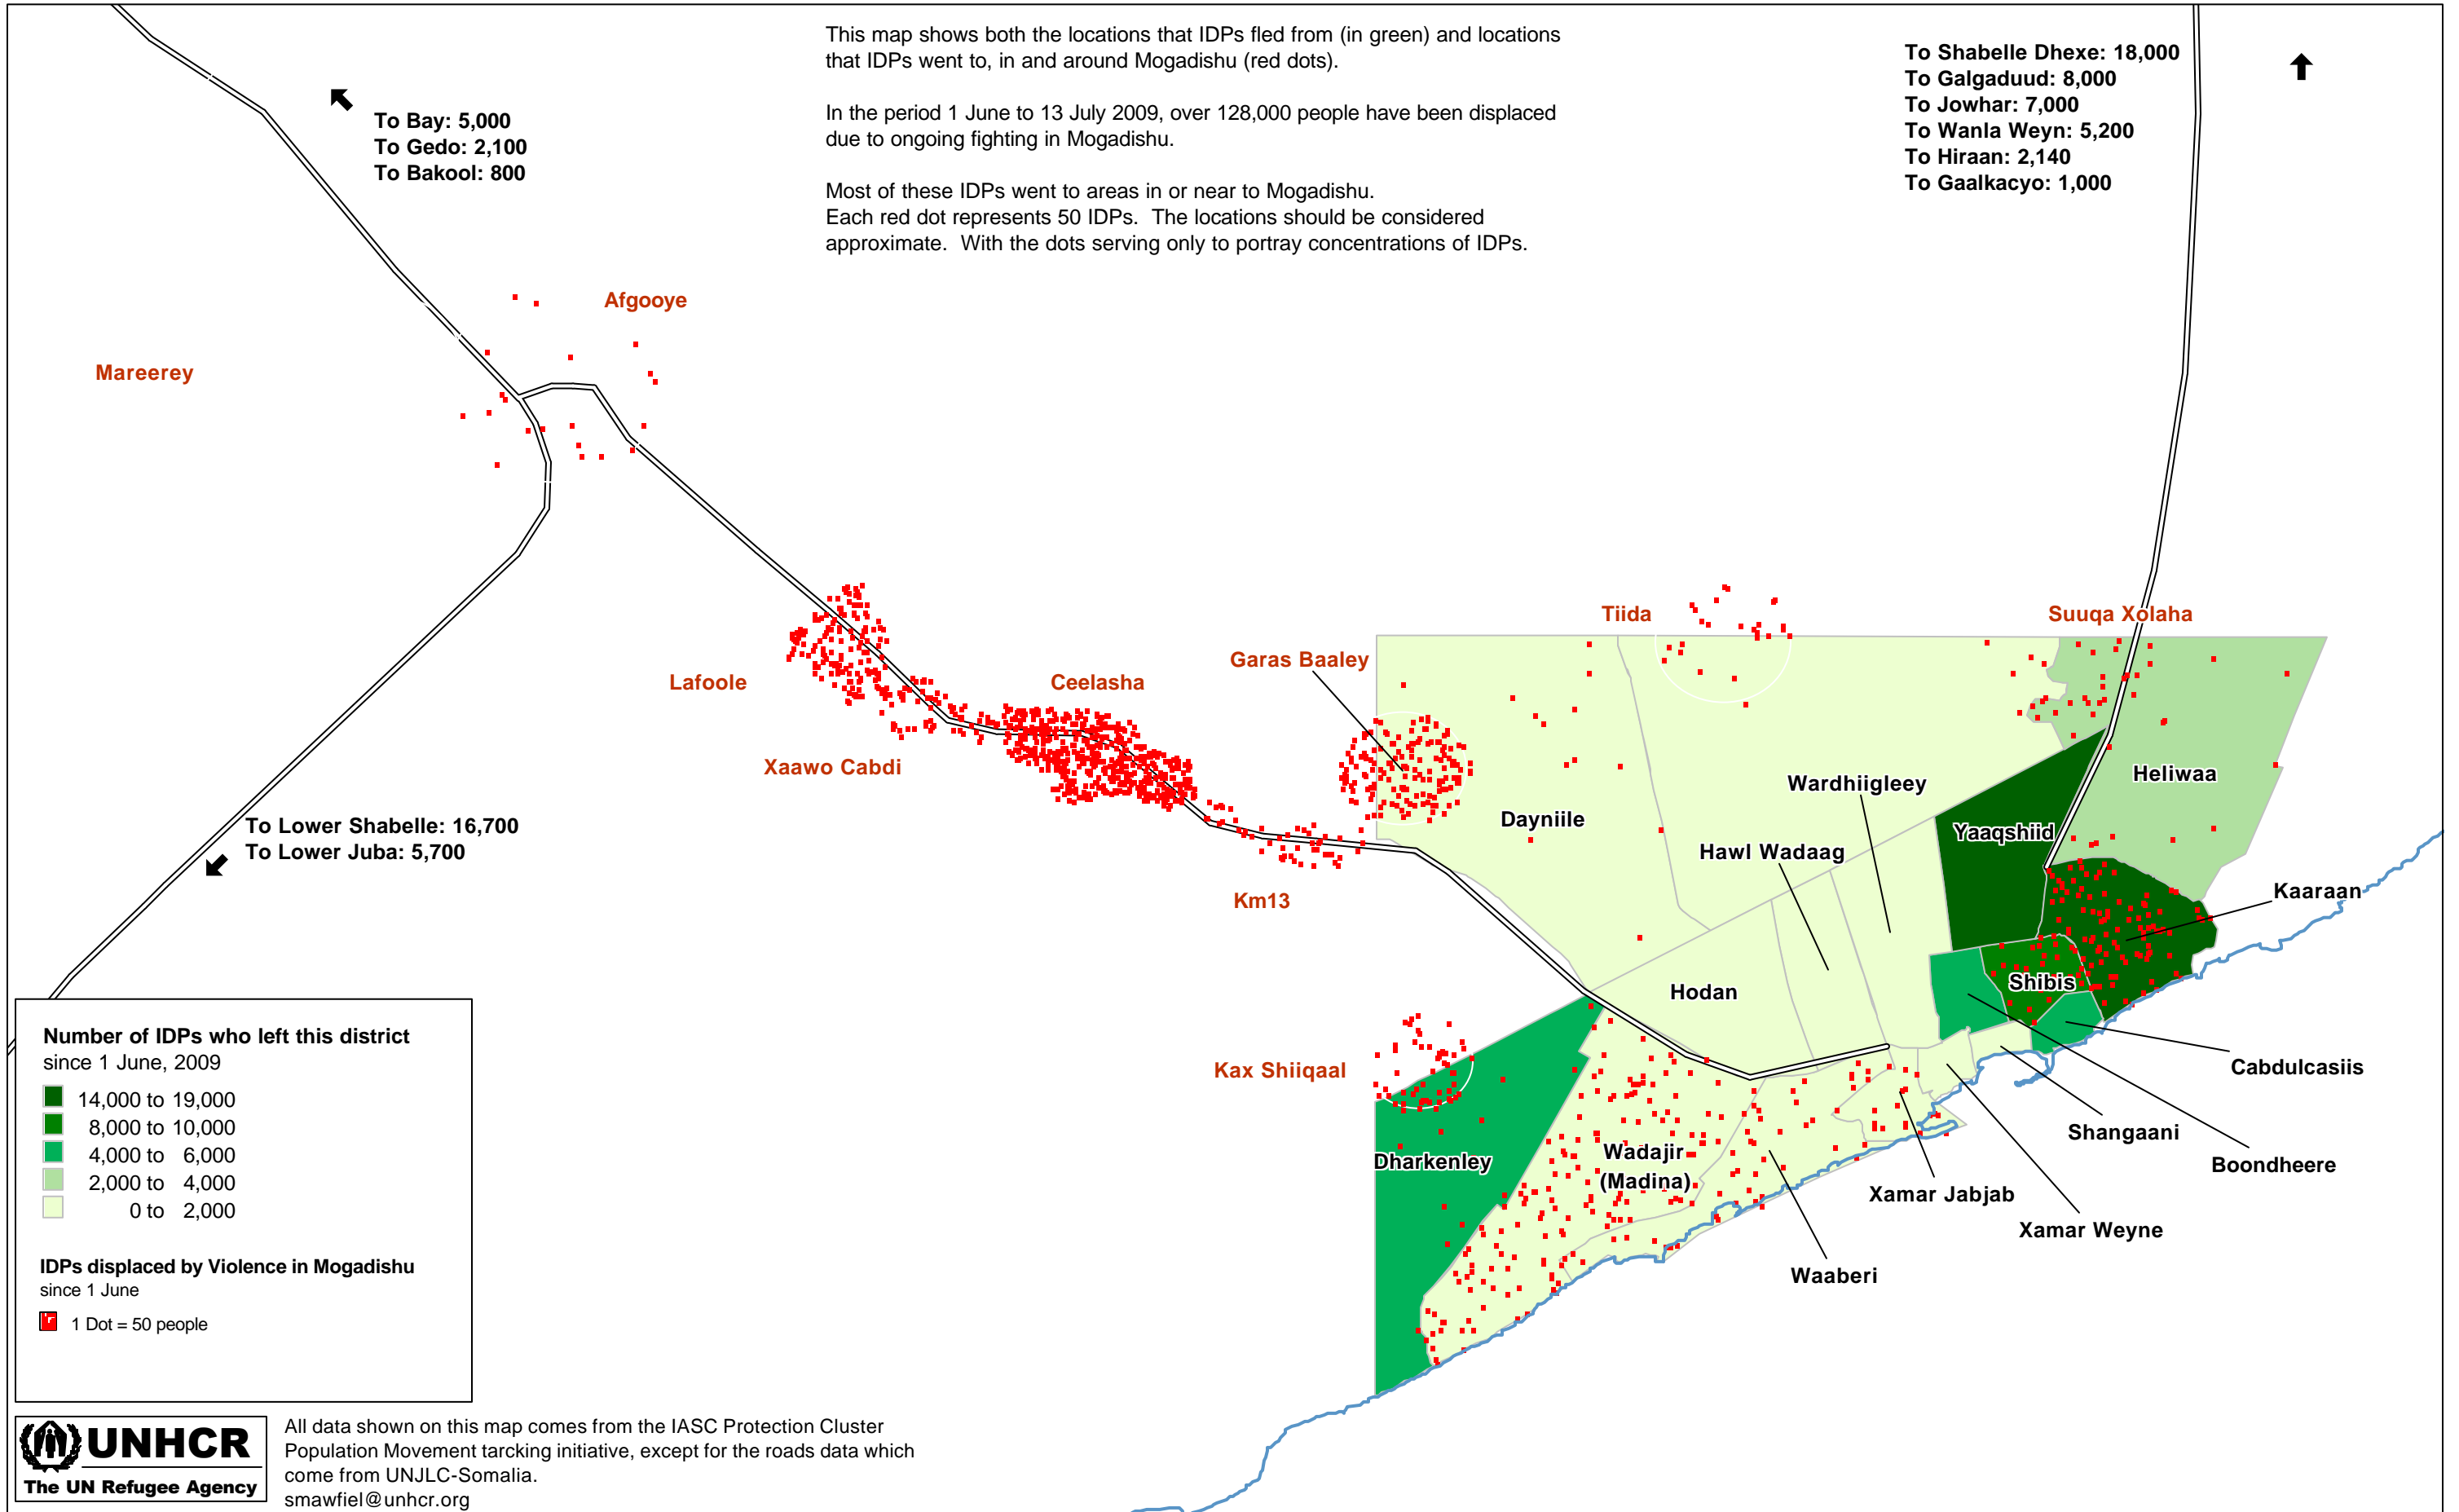 This map shows both the locations that IDPs fled from (in green) and locations
that IDPs went to, in and around Mogadishu (red dots).
In the period 1 June to 13 July 2009, over 128,000 people have been displaced
due to ongoing fighting in Mogadishu.
Most of these IDPs went to areas in or near to Mogadishu.
Each red dot represents 50 IDPs. The locations should be considered
approximate. With the dots serving only to portray concentrations of IDPs.
To Shabelle Dhexe: 18,000
To Galgaduud: 8,000
To Jowhar: 7,000
To Wanla Weyn: 5,200
To Hiraan: 2,140
To Gaalkacyo: 1,000
To Bay: 5,000
To Gedo: 2,100
To Bakool: 800
Afgooye
Mareerey
Tiida
Suuqa Xolaha
Garas Baaley
Lafoole
Ceelasha
Xaawo Cabdi
Heliwaa
Wardhiigleey
Dayniile
Yaaqshiid
To Lower Shabelle: 16,700
To Lower Juba: 5,700
Hawl Wadaag
Kaaraan
Km13
Shibis
Hodan
Kax Shiiqaal
Cabdulcasiis
Shangaani
Dharkenley
Wadajir
(Madina)
Boondheere
Xamar Jabjab
Xamar Weyne
Waaberi
Number of IDPs who left this district
since 1 June, 2009
14,000 to 19,000
8,000 to 10,000
4,000 to 6,000
2,000 to 4,000
0 to 2,000
IDPs displaced by Violence in Mogadishu
since 1 June
1 Dot = 50 people
UNHCR
The UN Refugee Agency
All data shown on this map comes from the IASC Protection Cluster
Population Movement tarcking initiative, except for the roads data which
come from UNJLC-Somalia.
smawfiel@unhcr.org